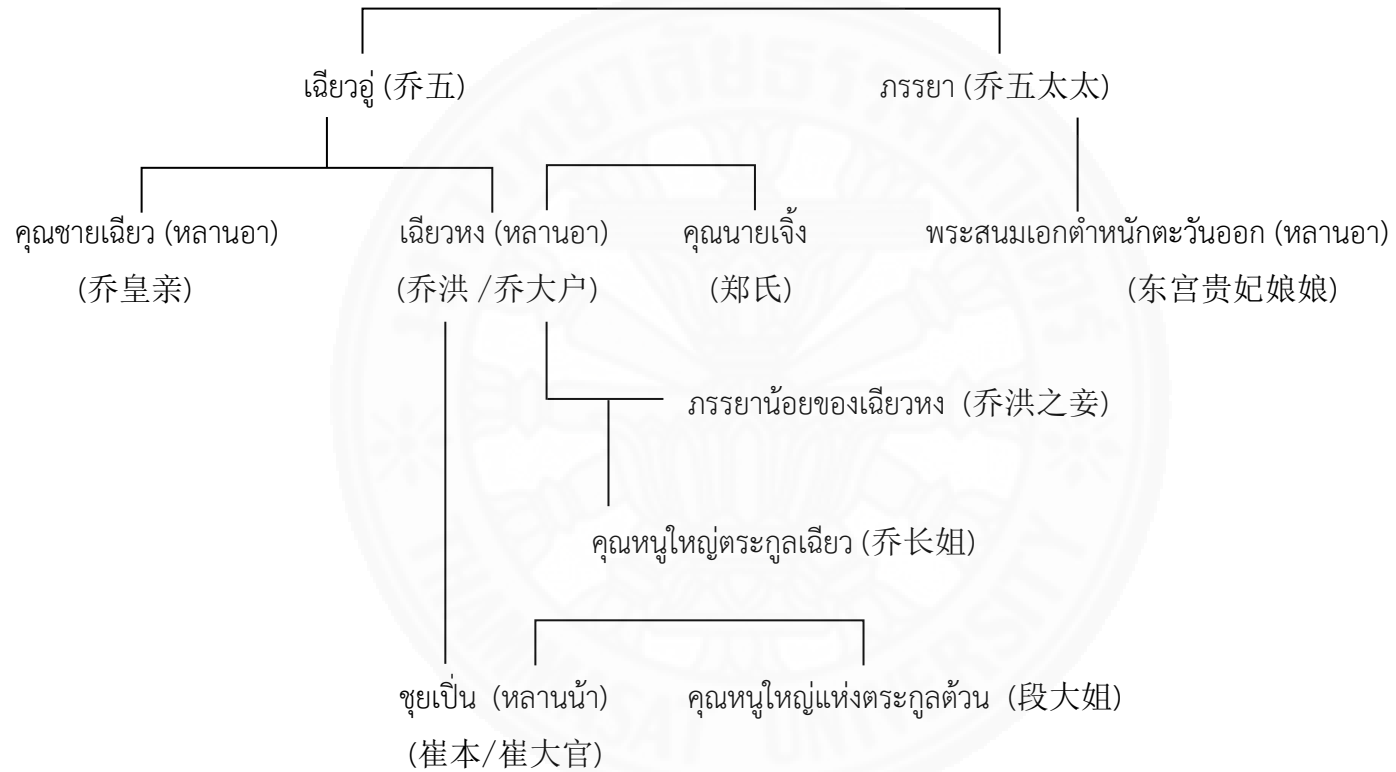 เฉียวอู่ (乔五) ภรรยา (乔五太太)
คุณชายเฉียว (หลานอา) เฉียวหง (หลานอา) คุณนายเจิ้ง พระสนมเอกตำหนักตะวันออก (หลานอา)
(乔皇亲) (乔洪 /乔大户) (郑氏) (东宫贵妃娘娘)
ภรรยาน้อยของเฉียวหง (乔洪之妾)
คุณหนูใหญ่ตระกูลเฉียว (乔长姐)
ชุยเปิ่น (หลานน้า) คุณหนูใหญ่แห่งตระกูลต้วน (段大姐)
(崔本/崔大官)